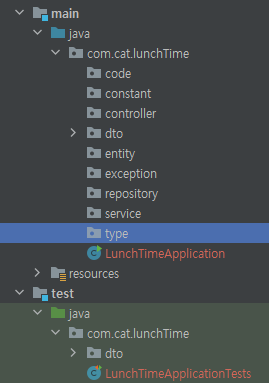 main
java
com.cat.lunchTime
code
constant
controller
dto
entity
exception
repository
service
type
LunchTimeApplication
resources
test
java
com.cat.lunchTime
dto
LunchTimeApplicationTests